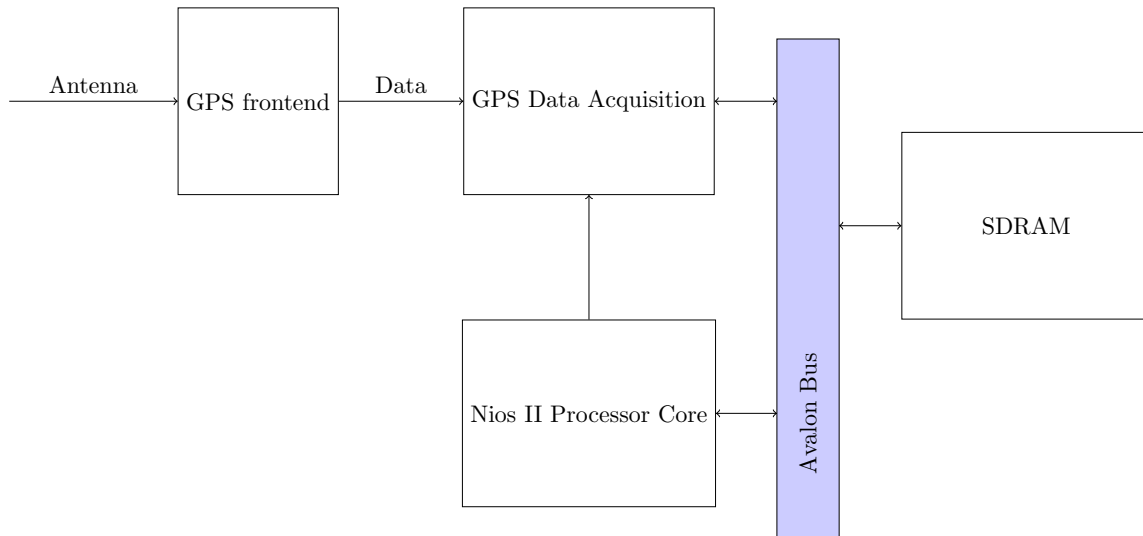 Antenna
GPS frontend
Data
GPS Data Acquisition
SDRAM
Nios II Processor Core
Avalon Bus